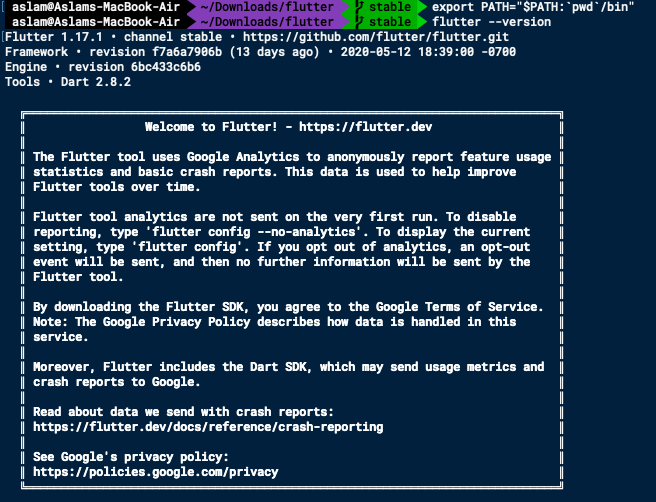 aslam@Aslams-MacBook-Air ~/Downloads/flutter stable export PATH="$PATH:`pwd`/bin"
aslam@Aslams-MacBook-Air ~/Downloads/flutter stable flutter --version
Flutter 1.17.1 • channel stable • https://github.com/flutter/flutter.git
Framework • revision f7a6a7906b (13 days ago) • 2020-05-12 18:39:00 -0700
Engine • revision 6bc433c6b6
Tools • Dart 2.8.2
Welcome to Flutter! - https://flutter.dev
The Flutter tool uses Google Analytics to anonymously report feature usage
statistics and basic crash reports. This data is used to help improve
Flutter tools over time.
Flutter tool analytics are not sent on the very first run. To disable
reporting, type 'flutter config --no-analytics'. To display the current
setting, type 'flutter config'. If you opt out of analytics, an opt-out
event will be sent, and then no further information will be sent by the
Flutter tool.
By downloading the Flutter SDK, you agree to the Google Terms of Service.
Note: The Google Privacy Policy describes how data is handled in this
service.
Moreover, Flutter includes the Dart SDK, which may send usage metrics and
crash reports to Google.
Read about data we send with crash reports:
https://flutter.dev/docs/reference/crash-reporting
See Google's privacy policy:
https://policies.google.com/privacy